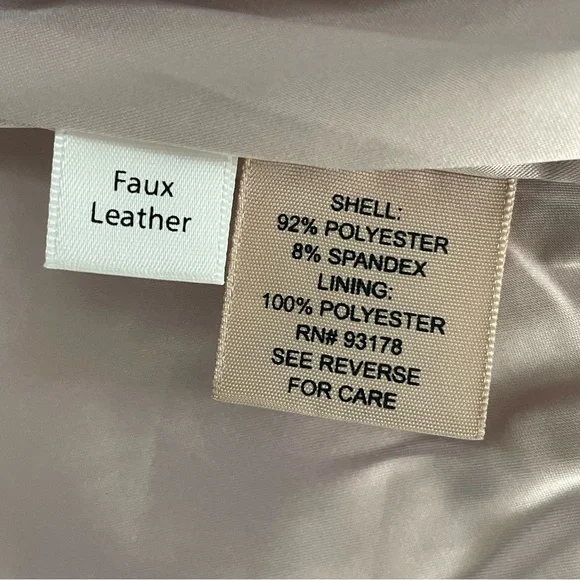 Faux
Leather
SHELL:
92% POLYESTER
8% SPANDEX
LINING:
100% POLYESTER
RN# 93178
SEE REVERSE
FOR CARE